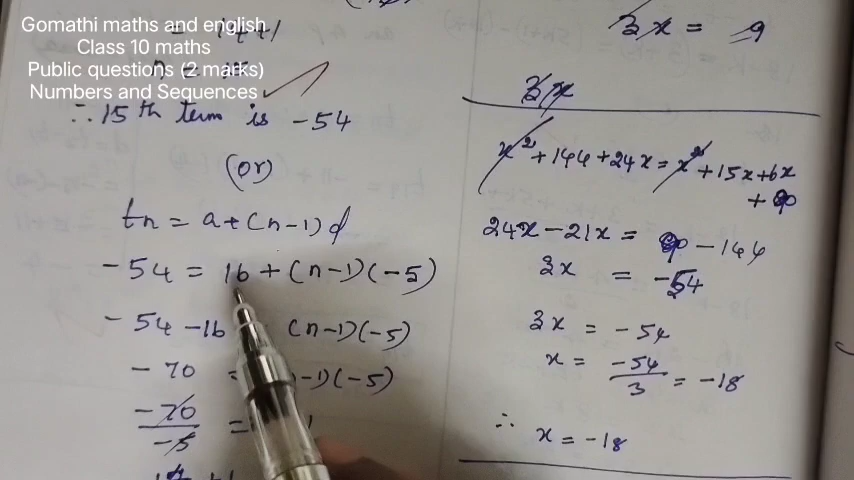 Gomathi maths and english
Class 10 maths
Public questions (2 marks)
Numbers and Sequences
∴ 15th term is -54
(or)
tn = a + (n-1) d
-54 = 16 + (n-1)(-5)
-54 -16 (n-1)(-5)
-70 = n-1)(-5)
-70/-5 =
3x = 9
x² + 144 + 24x = x² + 15x + 6x
+ 90
24x - 21x = 90 - 144
3x = -54
3x = -54
x = -54/3 = -18
∴ x = -18